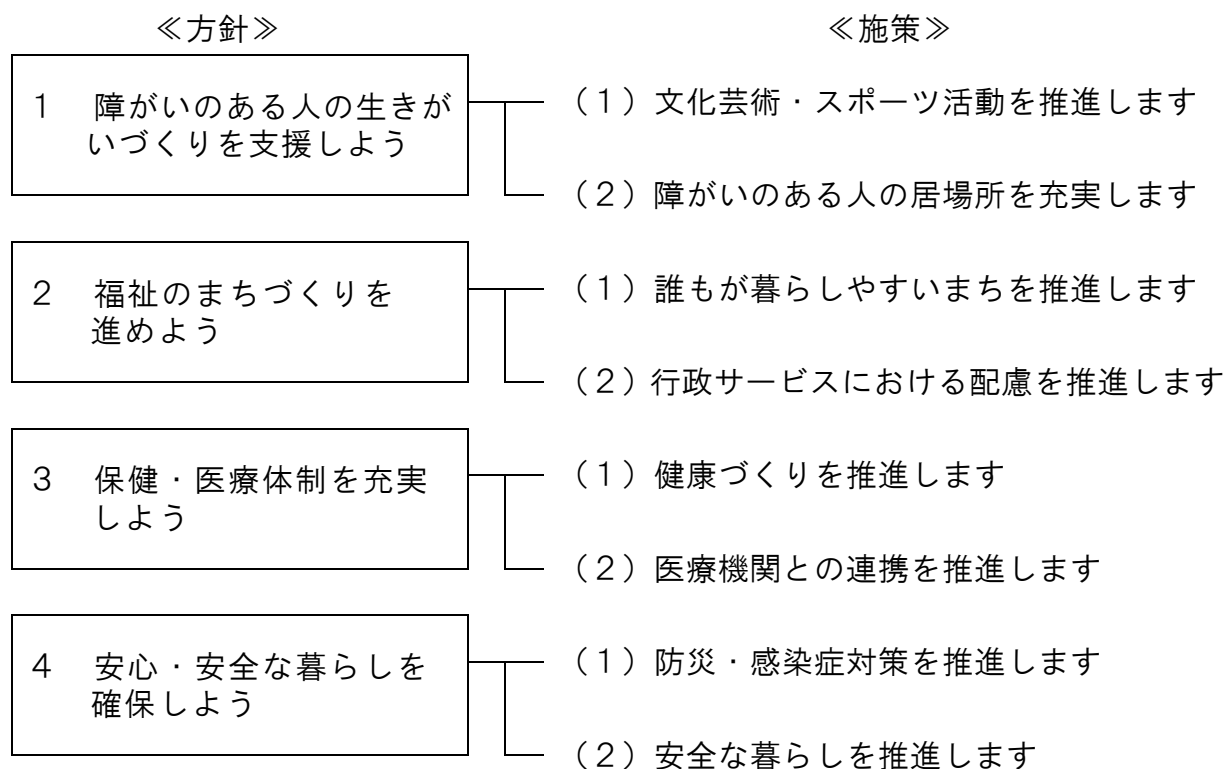 ≪方針≫ ≪施策≫
1 障がいのある人の生きが
いづくりを支援しよう
（1）文化芸術・スポーツ活動を推進します
（2）障がいのある人の居場所を充実します
2 福祉のまちづくりを
進めよう
（1）誰もが暮らしやすいまちを推進します
（2）行政サービスにおける配慮を推進します
3 保健・医療体制を充実
しよう
（1）健康づくりを推進します
（2）医療機関との連携を推進します
4 安心・安全な暮らしを
確保しよう
（1）防災・感染症対策を推進します
（2）安全な暮らしを推進します